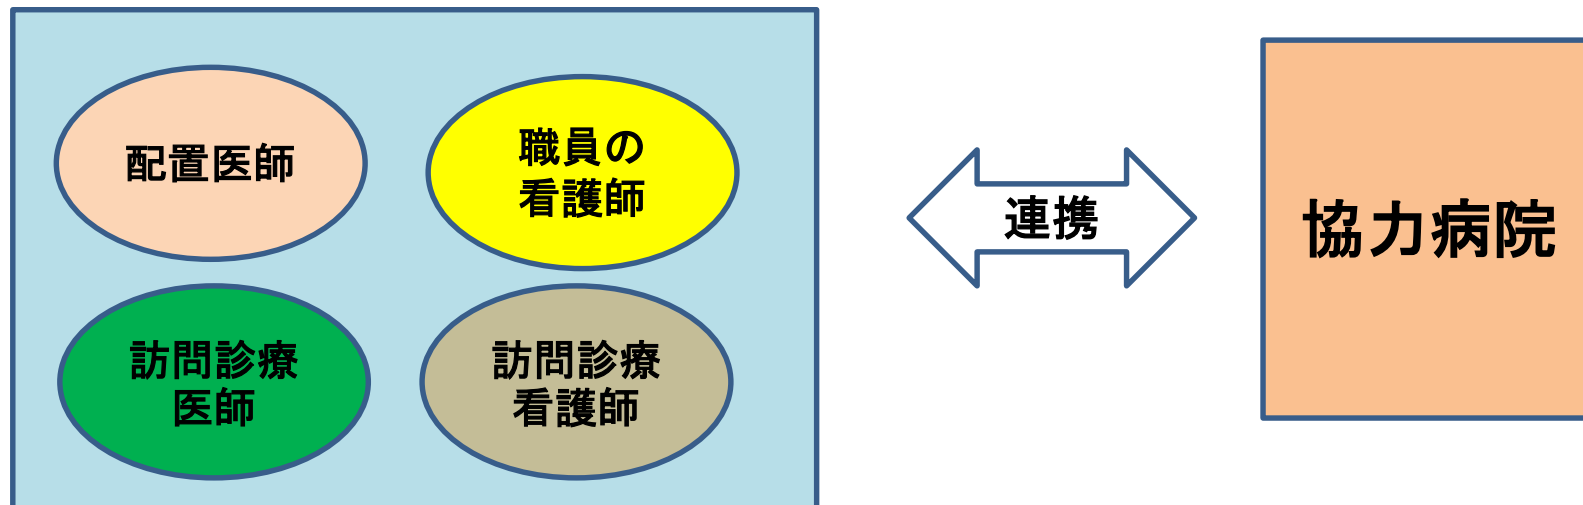 配置医師
職員の
看護師
訪問診療
医師
訪問診療
看護師
連携
協力病院